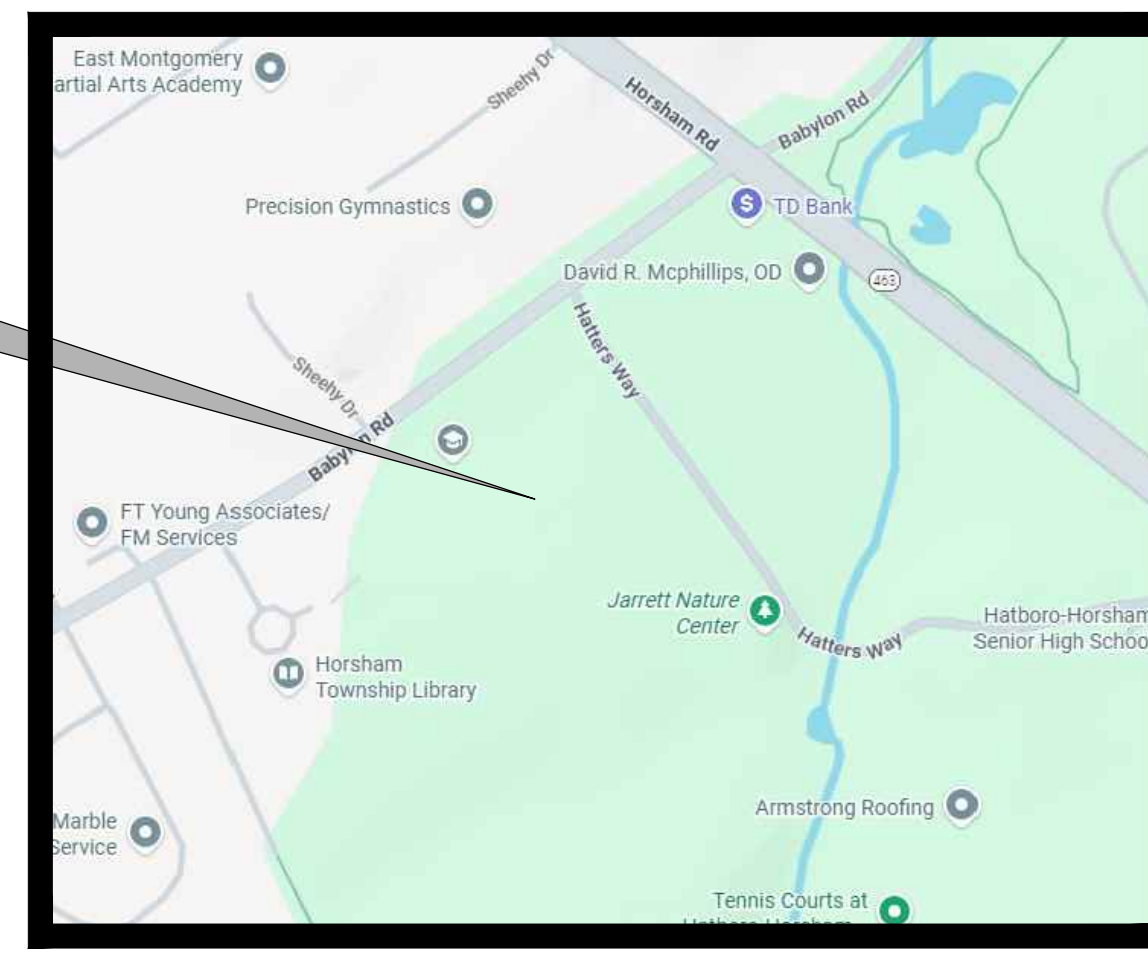 East Montgomery
artial Arts Academy
Sheehy Dr
Horsham Rd
Babylon Rd
Precision Gymnastics
TD Bank
David R. Mcphillips, OD
463
Hatters Way
Sheehy Dr
Babylon Rd
FT Young Associates/
FM Services
Jarrett Nature
Center
Hatters Way
Hatboro-Horsham
Senior High Schoo
Horsham
Township Library
Marble
Service
Armstrong Roofing
Tennis Courts at